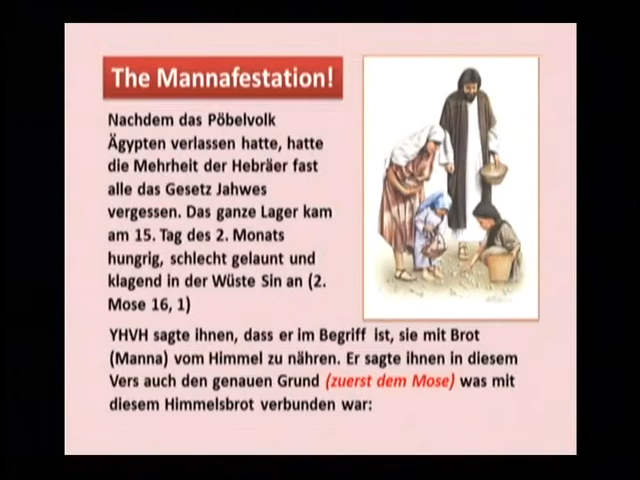 The Mannafestation!
Nachdem das Pöbelvolk
Ägypten verlassen hatte, hatte
die Mehrheit der Hebräer fast
alle das Gesetz Jahwes
vergessen. Das ganze Lager kam
am 15. Tag des 2. Monats
hungrig, schlecht gelaunt und
klagend in der Wüste Sin an (2.
Mose 16, 1)
YHVH sagte ihnen, dass er im Begriff ist, sie mit Brot
(Manna) vom Himmel zu nähren. Er sagte ihnen in diesem
Vers auch den genauen Grund (zuerst dem Mose) was mit
diesem Himmelsbrot verbunden war: